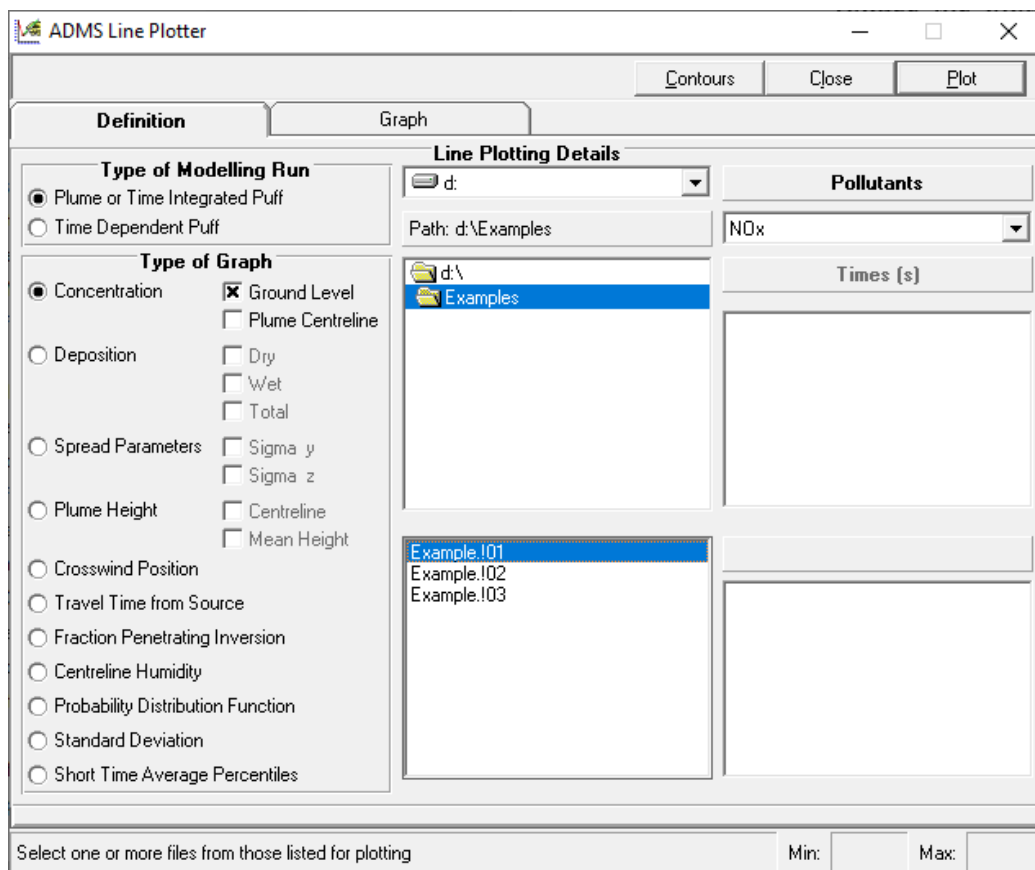 ADMS Line Plotter
Contours
Close
Plot
Definition
Graph
Line Plotting Details
Type of Modelling Run
Plume or Time Integrated Puff
Time Dependent Puff
Type of Graph
Concentration
Ground Level
Plume Centreline
Deposition
Dry
Wet
Total
Spread Parameters
Sigma y
Sigma z
Plume Height
Centreline
Mean Height
Crosswind Position
Travel Time from Source
Fraction Penetrating Inversion
Centreline Humidity
Probability Distribution Function
Standard Deviation
Short Time Average Percentiles
d:
Path: d:\Examples
d:\
Examples
Example.!01
Example.!02
Example.!03
Pollutants
NOx
Times (s)
Select one or more files from those listed for plotting
Min:
Max: